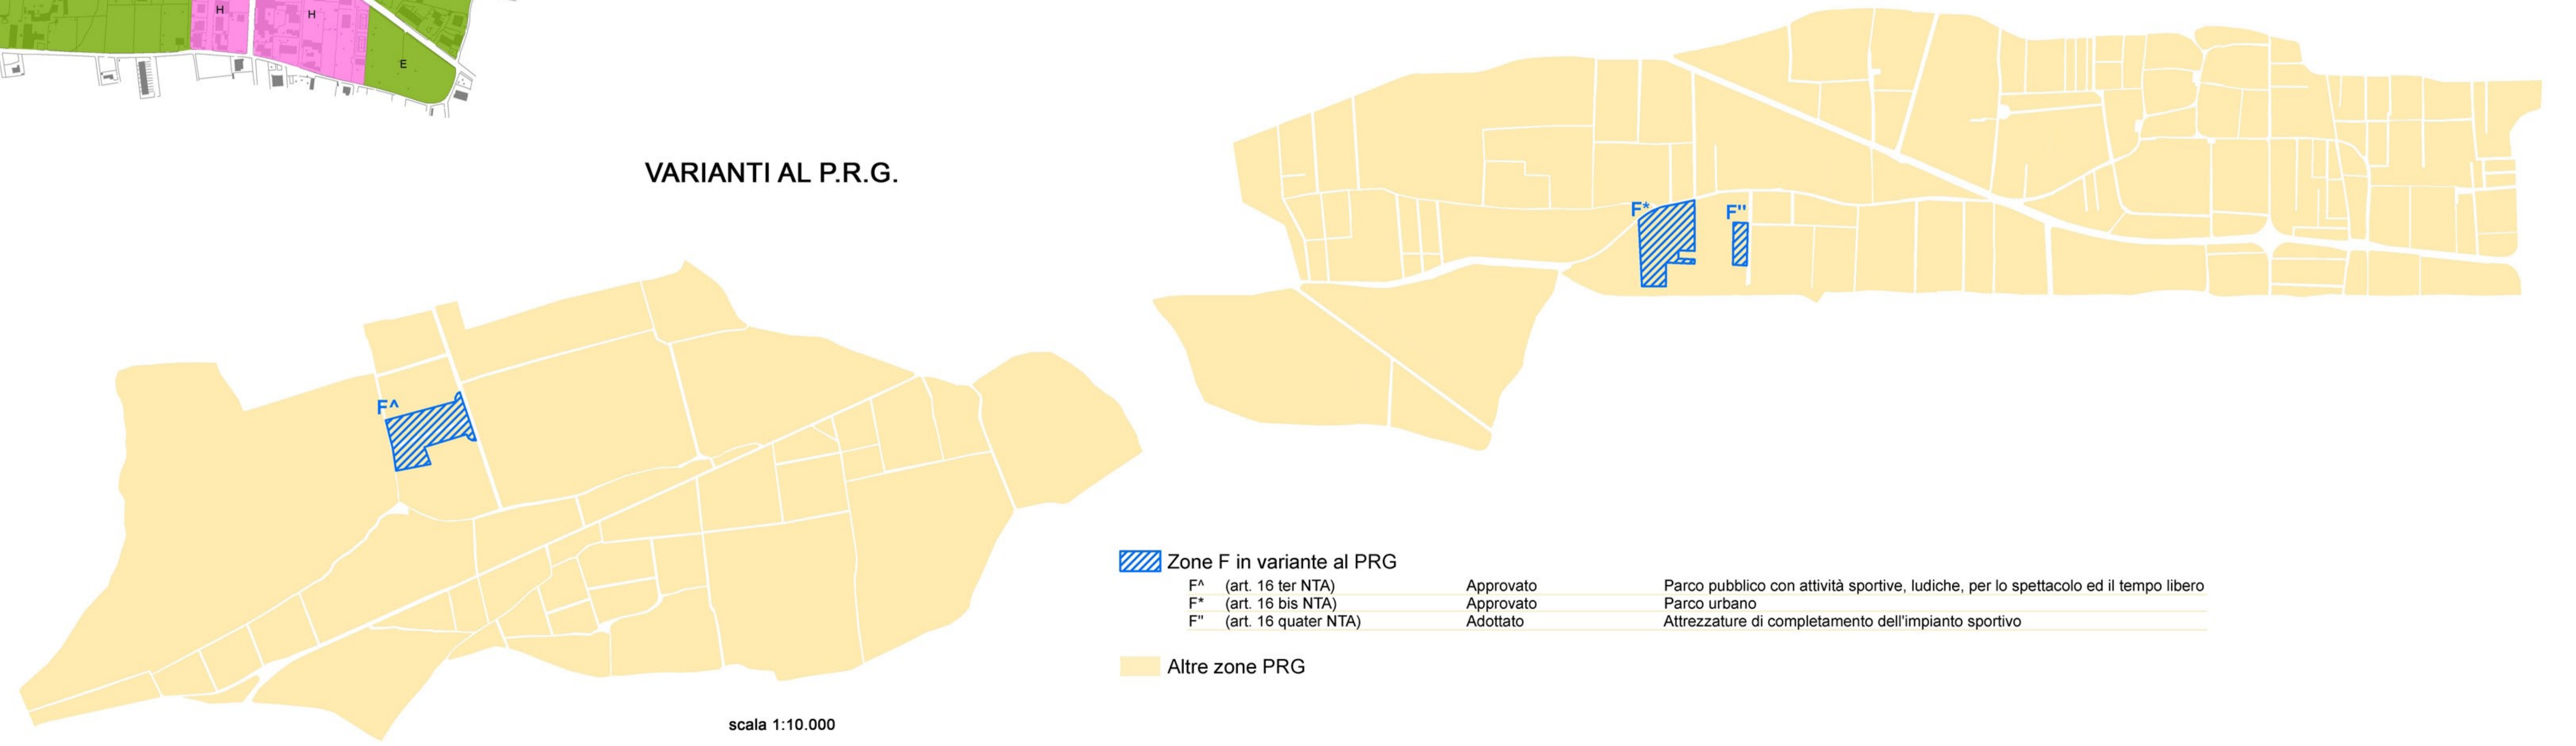 H
H
E
VARIANTI AL P.R.G.
F*
F"
F^
Zone F in variante al PRG
F^ (art. 16 ter NTA) Approvato Parco pubblico con attività sportive, ludiche, per lo spettacolo ed il tempo libero
F* (art. 16 bis NTA) Approvato Parco urbano
F" (art. 16 quater NTA) Adottato Attrezzature di completamento dell'impianto sportivo
Altre zone PRG
scala 1:10.000